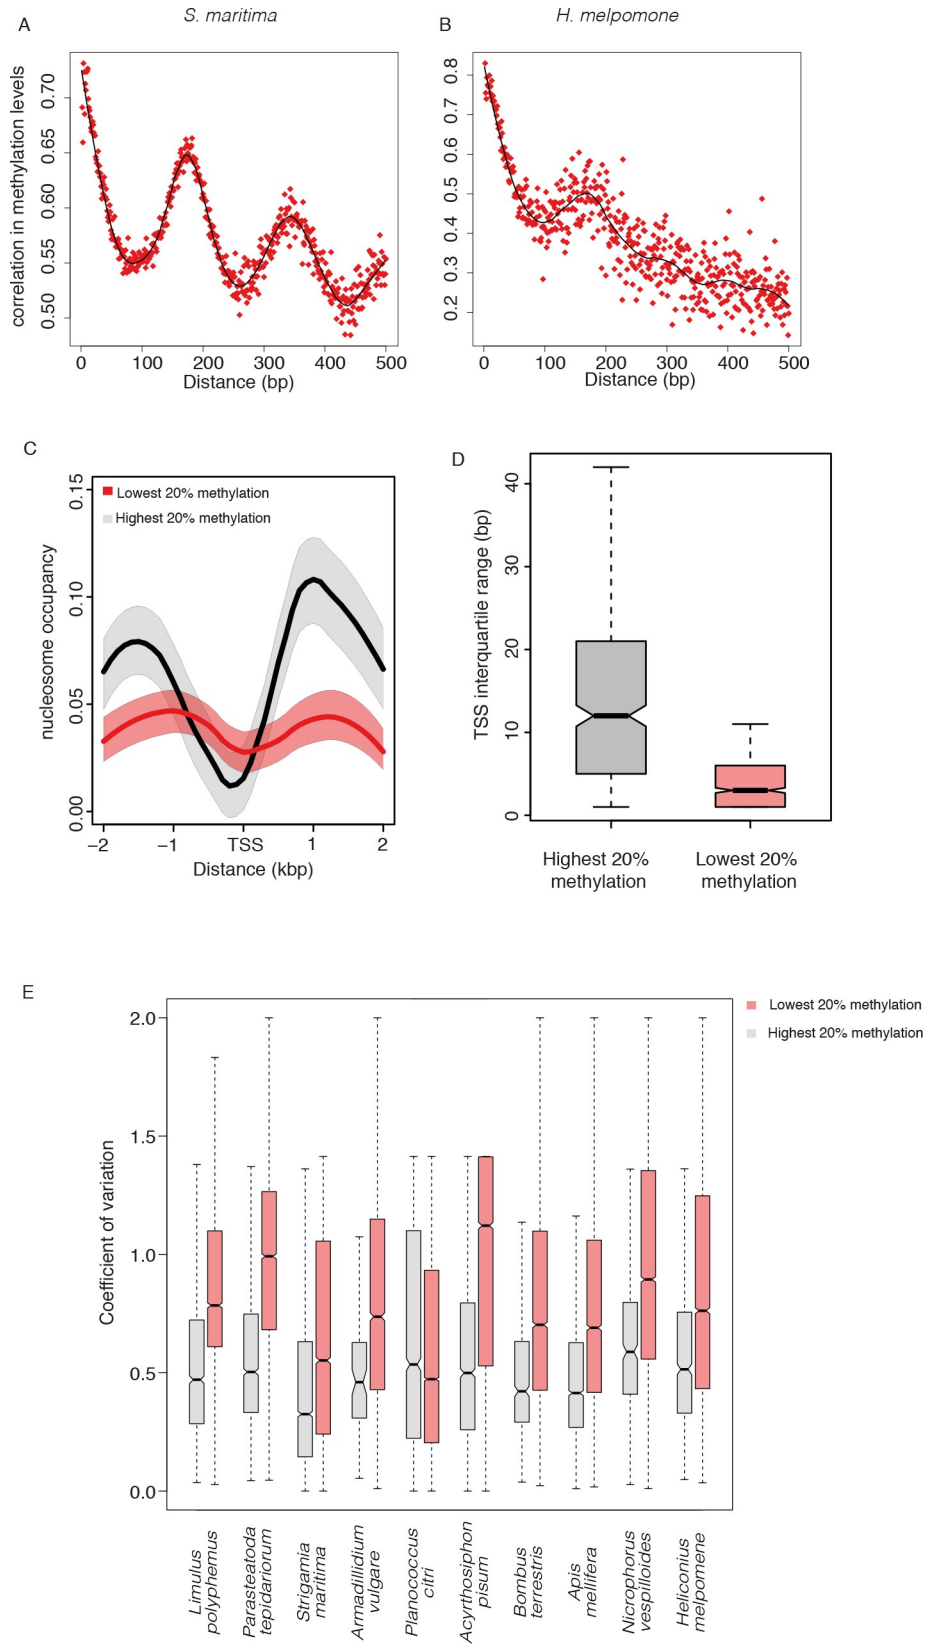 A
S. maritima
B
H. melpomone
correlation in methylation levels
0.70
0.65
0.60
0.55
0.50
0
100
200
300
400
500
Distance (bp)
0.8
0.7
0.6
0.5
0.4
0.3
0.2
0
100
200
300
400
500
Distance (bp)
C
nucleosome occupancy
0.15
0.10
0.05
0.00
Lowest 20% methylation
Highest 20% methylation
−2
−1
TSS
1
2
Distance (kbp)
D
TSS interquartile range (bp)
40
30
20
10
0
Highest 20%
methylation
Lowest 20%
methylation
E
Lowest 20% methylation
Highest 20% methylation
Coefficient of variation
2.0
1.5
1.0
0.5
0.0
Limulus
polyphemus
Parasteatoda
tepidariorum
Strigamia
maritima
Armadillidium
vulgare
Planococcus
citri
Acyrthosiphon
pisum
Bombus
terrestris
Apis
mellifera
Nicrophorus
vespilloides
Heliconius
melpomene